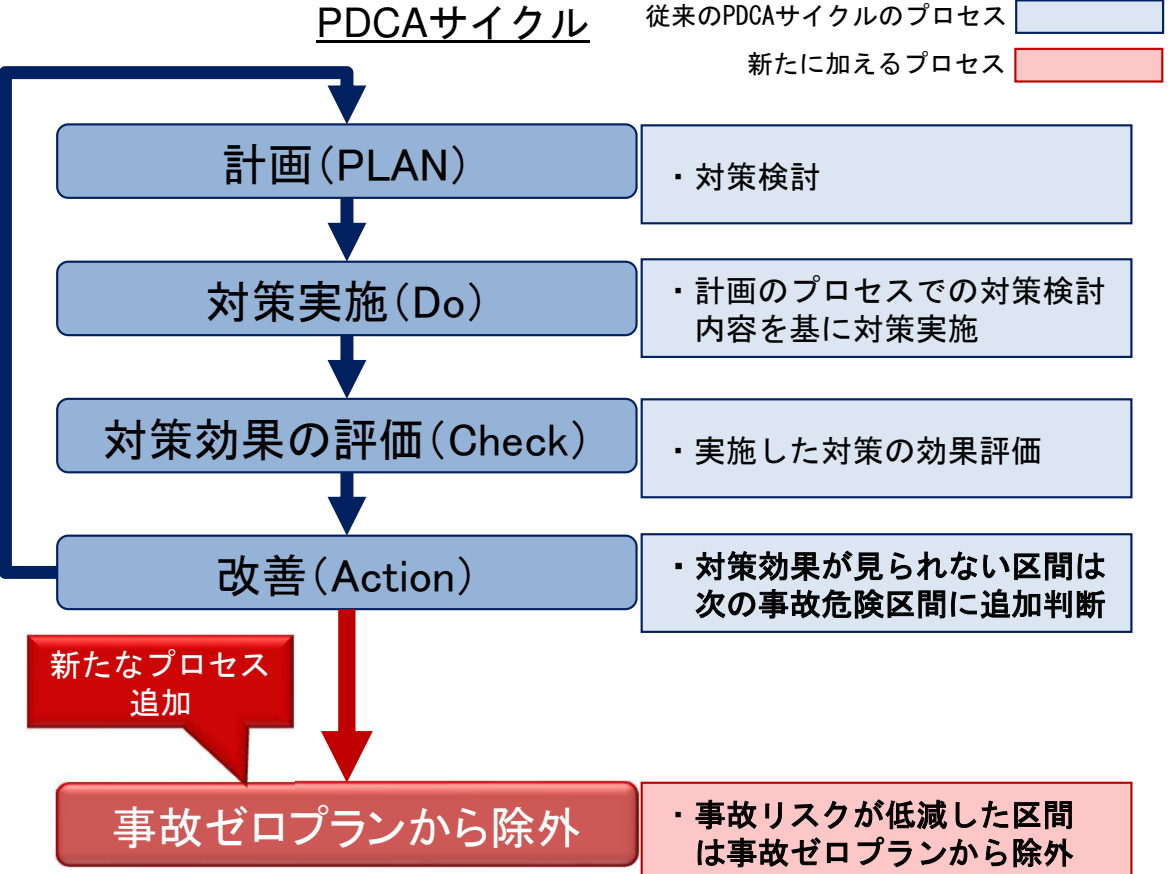 PDCAサイクル
従来のPDCAサイクルのプロセス
新たに加えるプロセス
計画(PLAN)
・対策検討
対策実施(Do)
・計画のプロセスでの対策検討
内容を基に対策実施
対策効果の評価(Check)
・実施した対策の効果評価
改善(Action)
・対策効果が見られない区間は
次の事故危険区間に追加判断
新たなプロセス
追加
事故ゼロプランから除外
・事故リスクが低減した区間
は事故ゼロプランから除外